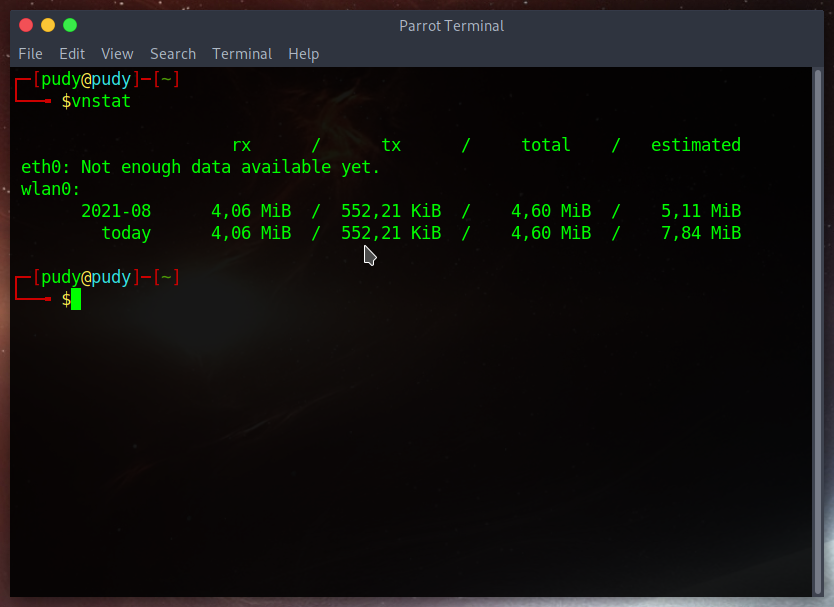 Parrot Terminal
File Edit View Search Terminal Help
┌─[pudy@pudy]─[~]
└──╼ $vnstat
rx / tx / total / estimated
eth0: Not enough data available yet.
wlan0:
2021-08 4,06 MiB / 552,21 KiB / 4,60 MiB / 5,11 MiB
today 4,06 MiB / 552,21 KiB / 4,60 MiB / 7,84 MiB
┌─[pudy@pudy]─[~]
└──╼ $